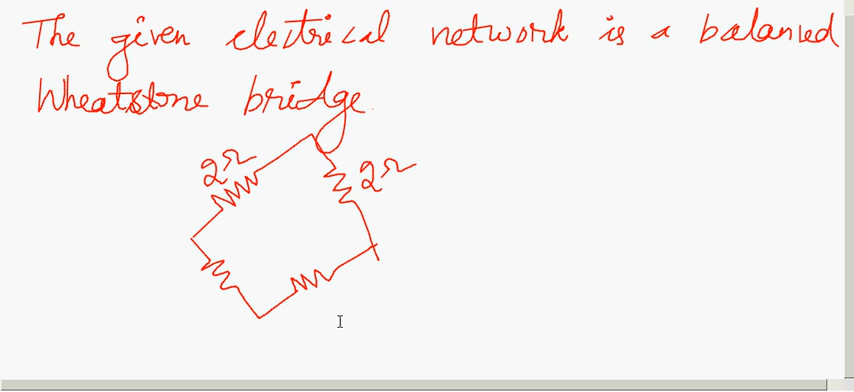 The given electrical network is a balanced
Wheatstone bridge.
2Ω 2Ω